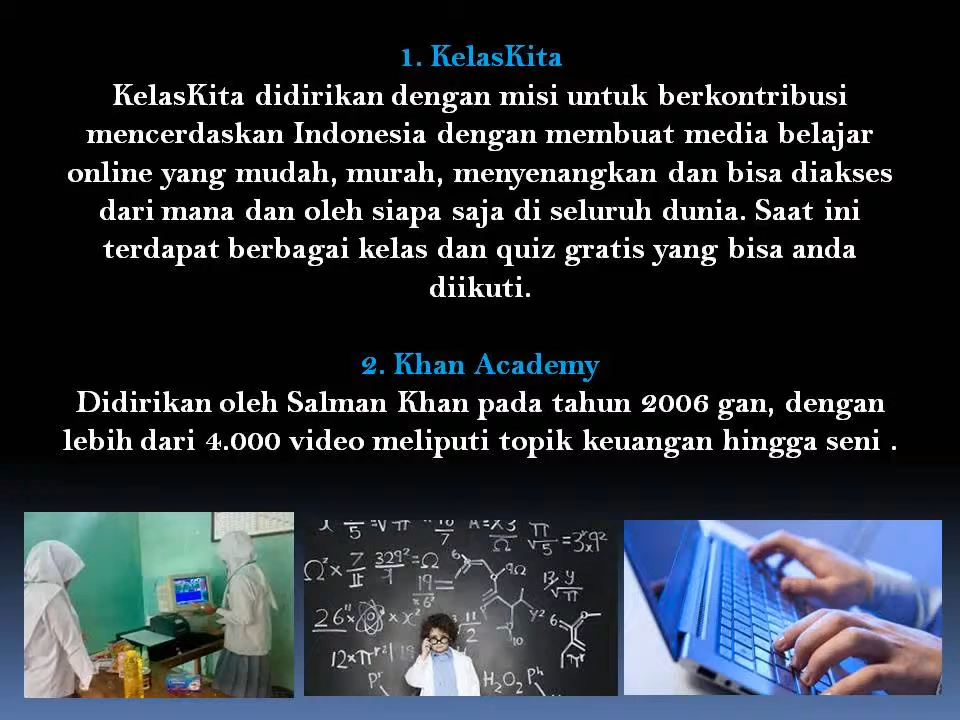 1. KelasKita
KelasKita didirikan dengan misi untuk berkontribusi
mencerdaskan Indonesia dengan membuat media belajar
online yang mudah, murah, menyenangkan dan bisa diakses
dari mana dan oleh siapa saja di seluruh dunia. Saat ini
terdapat berbagai kelas dan quiz gratis yang bisa anda
diikuti.
2. Khan Academy
Didirikan oleh Salman Khan pada tahun 2006 gan, dengan
lebih dari 4.000 video meliputi topik keuangan hingga seni .
H₂O₂